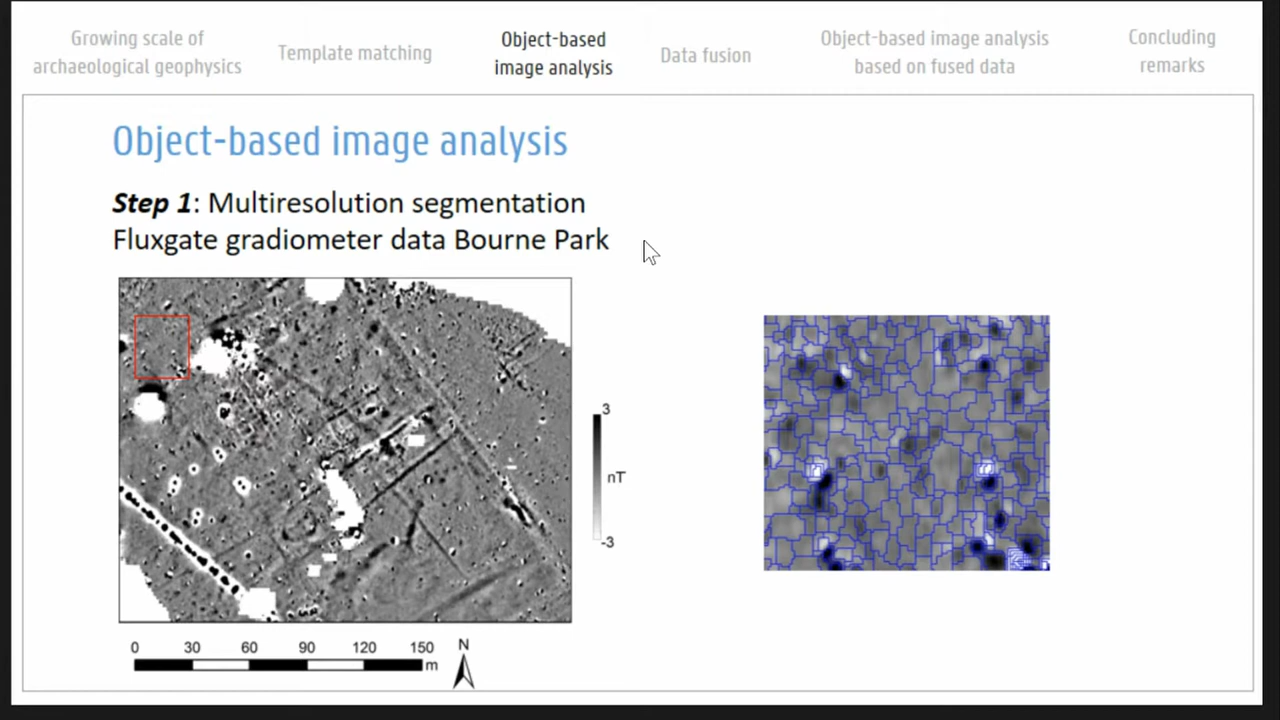 Growing scale of
archaeological geophysics
Template matching
Object-based
image analysis
Data fusion
Object-based image analysis
based on fused data
Concluding
remarks
Object-based image analysis
Step 1: Multiresolution segmentation
Fluxgate gradiometer data Bourne Park
3
nT
-3
0 30 60 90 120 150
m
N